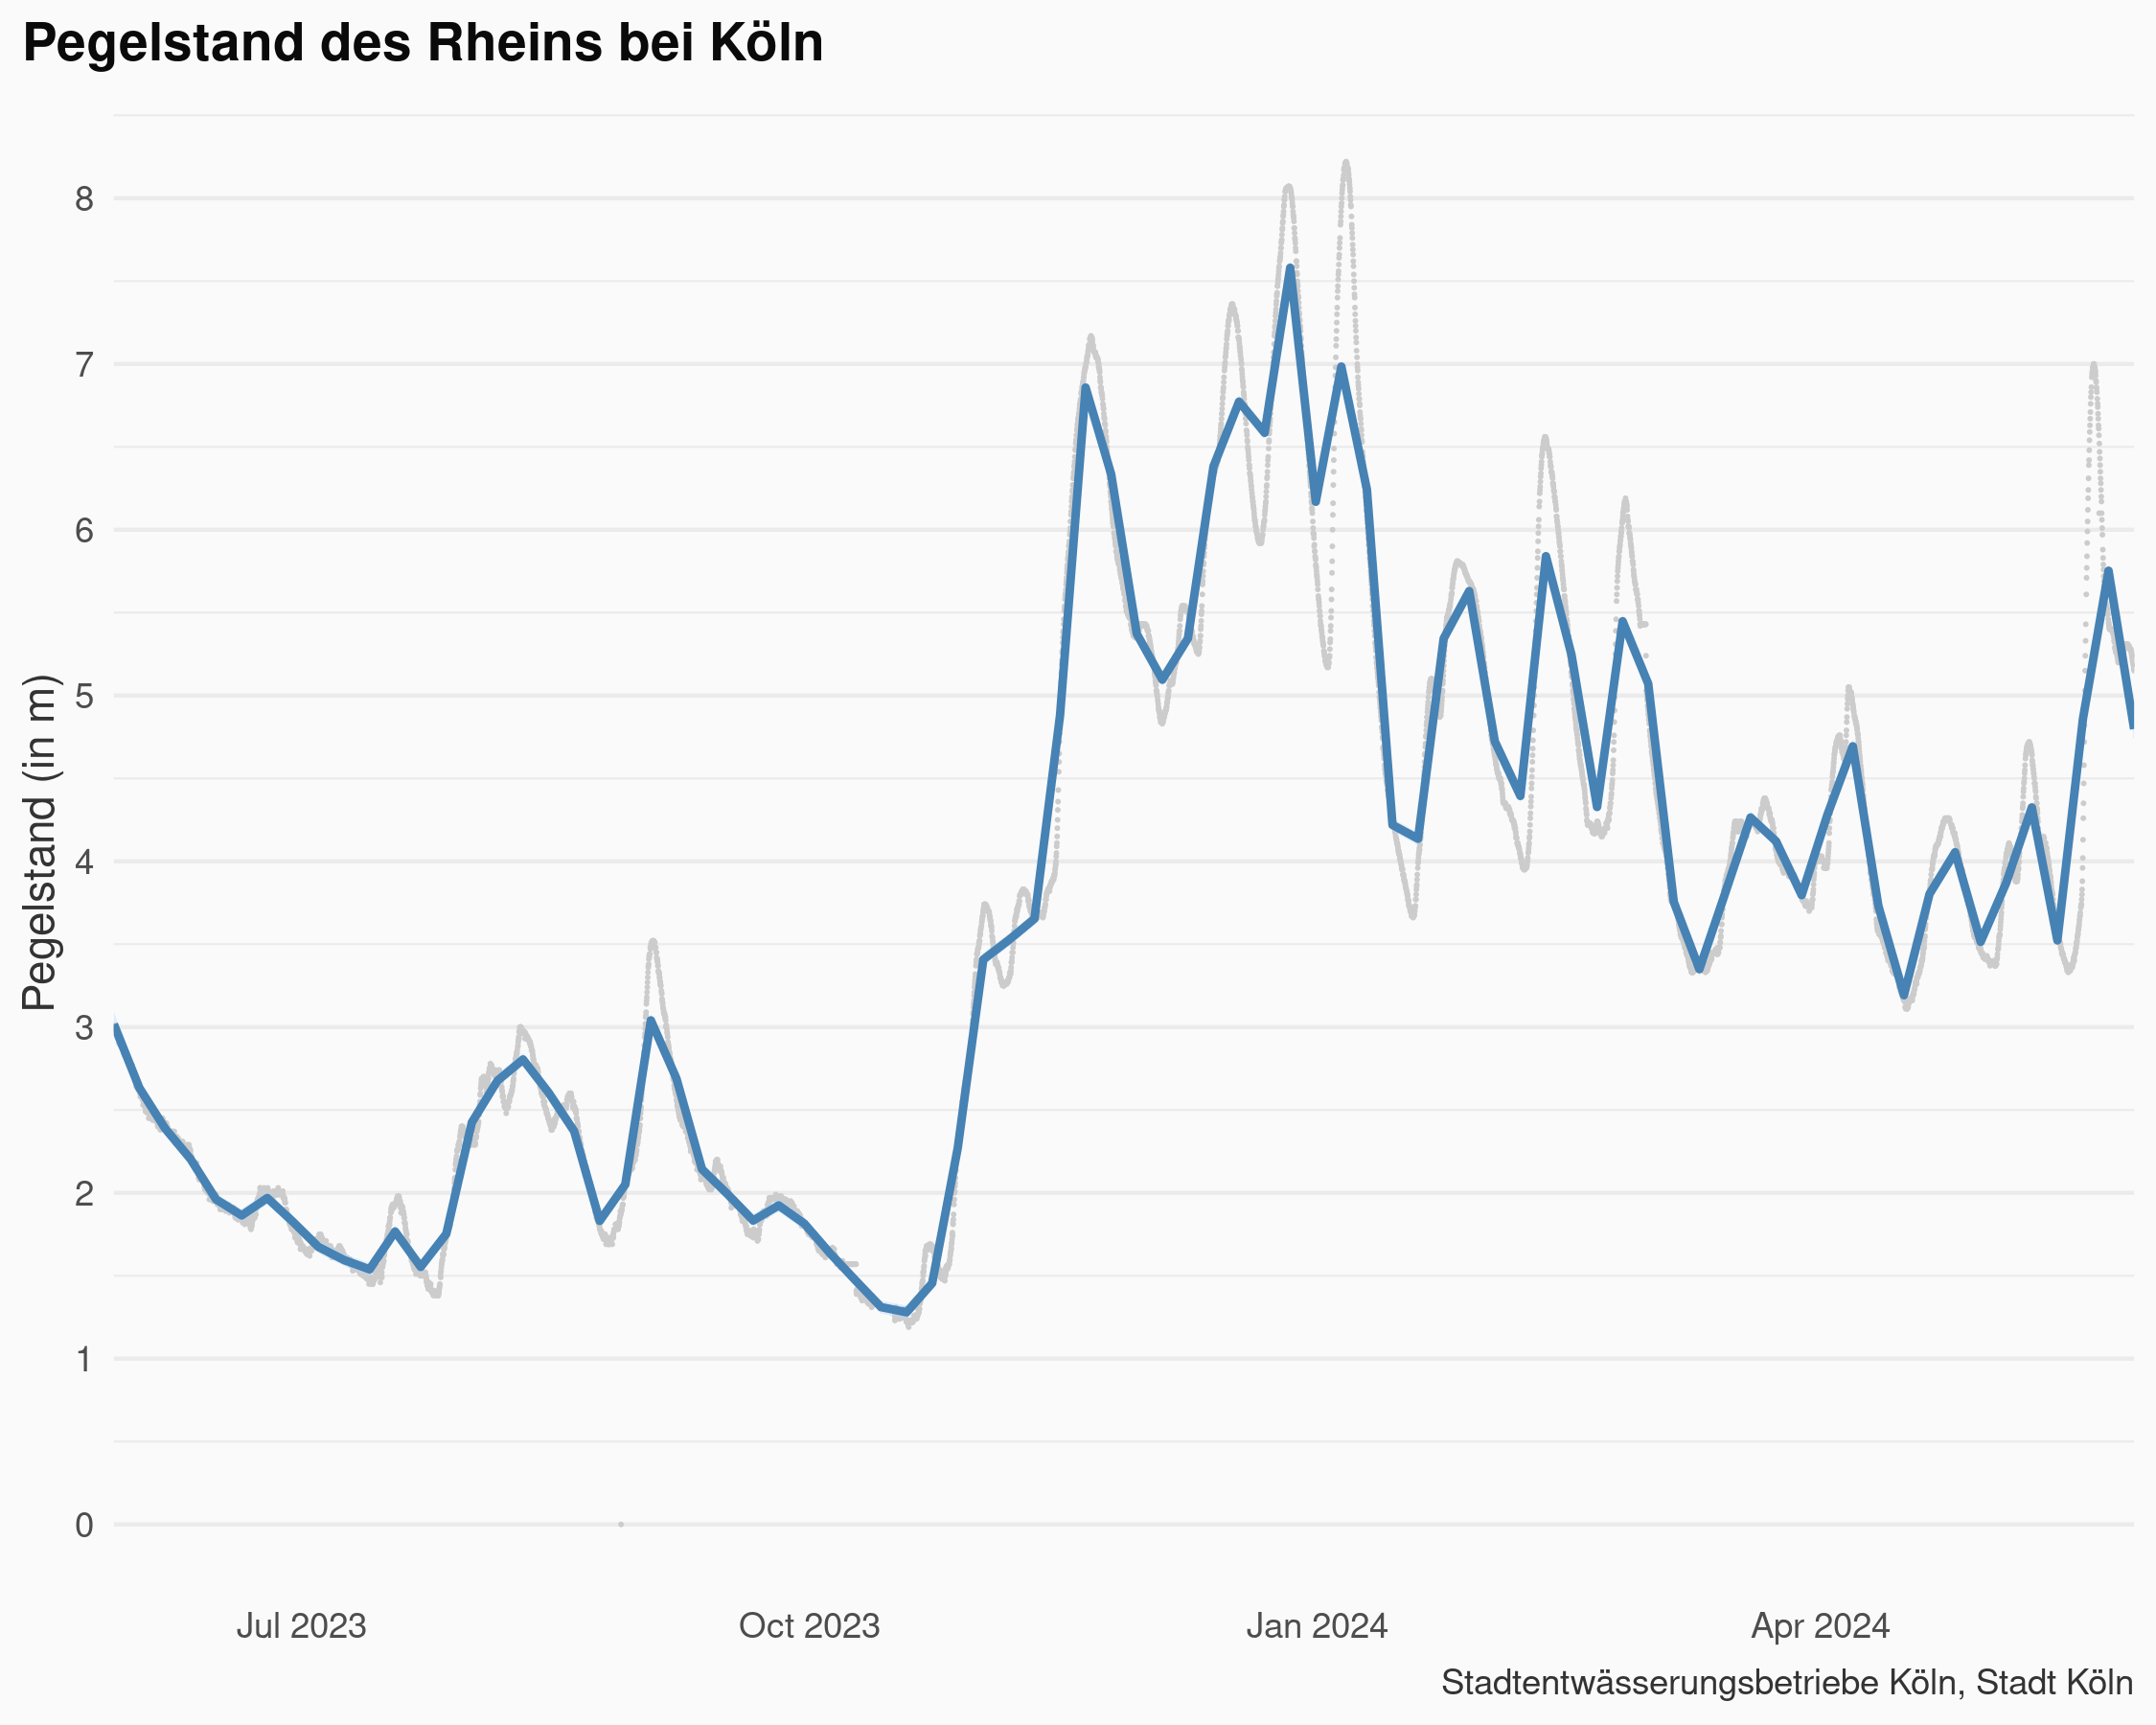 Pegelstand des Rheins bei Köln
Pegelstand (in m)
8
7
6
5
4
3
2
1
0
Jul 2023 Oct 2023 Jan 2024 Apr 2024
Stadtentwässerungsbetriebe Köln, Stadt Köln